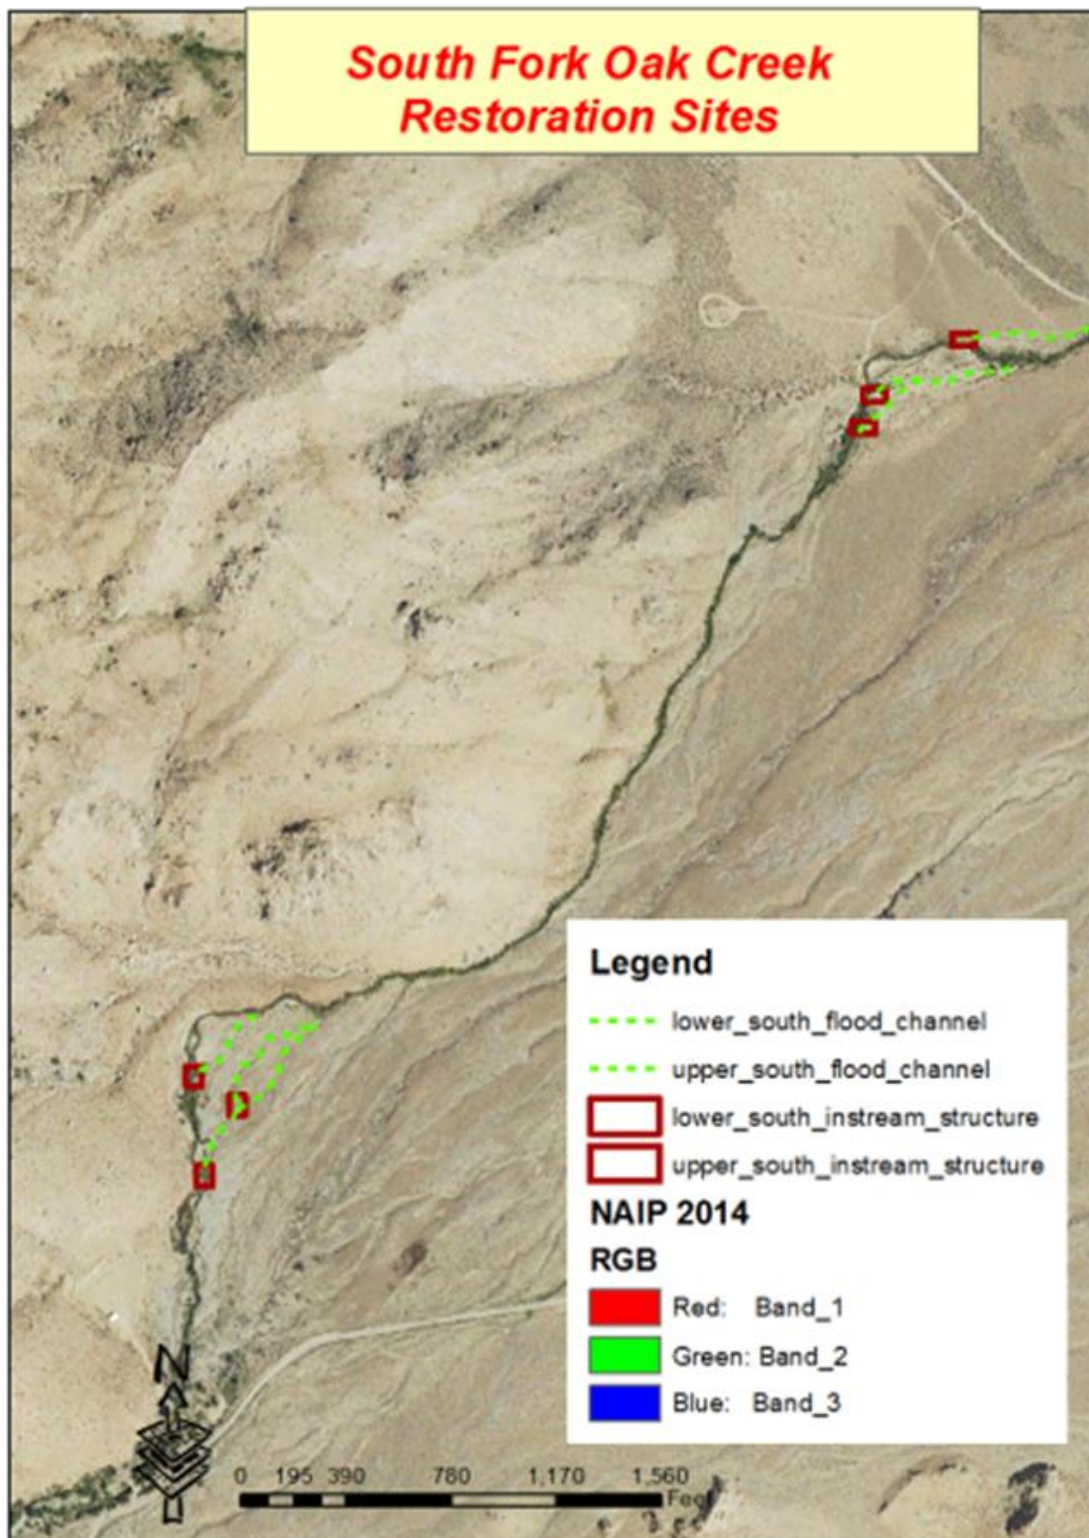 South Fork Oak Creek
Restoration Sites
Legend
lower_south_flood_channel
upper_south_flood_channel
lower_south_instream_structure
upper_south_instream_structure
NAIP 2014
RGB
Red: Band_1
Green: Band_2
Blue: Band_3
N
0 195 390 780 1,170 1,560
Feet